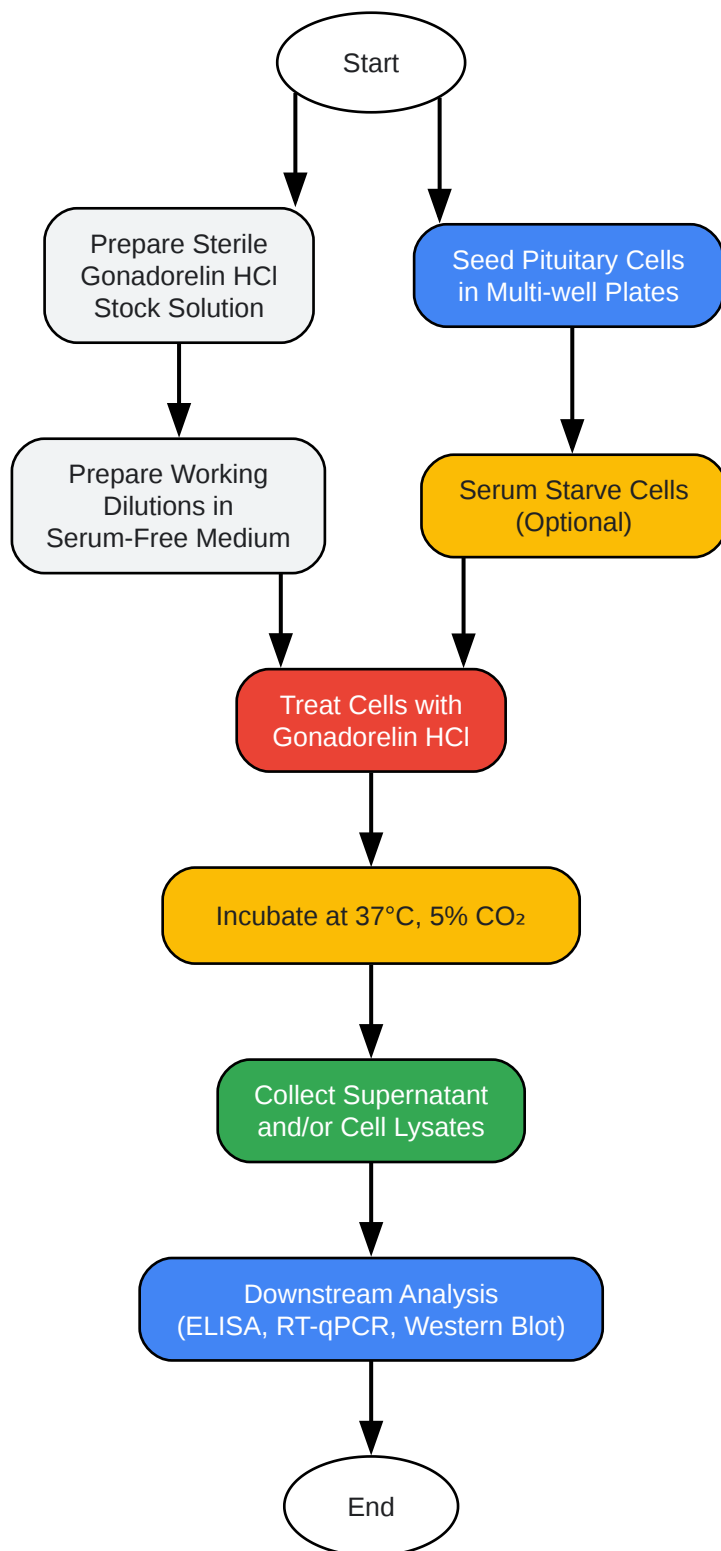 Start
Prepare Sterile
Gonadorelin HCl
Stock Solution
Seed Pituitary Cells
in Multi-well Plates
Prepare Working
Dilutions in
Serum-Free Medium
Serum Starve Cells
(Optional)
Treat Cells with
Gonadorelin HCl
Incubate at 37°C, 5% CO₂
Collect Supernatant
and/or Cell Lysates
Downstream Analysis
(ELISA, RT-qPCR, Western Blot)
End